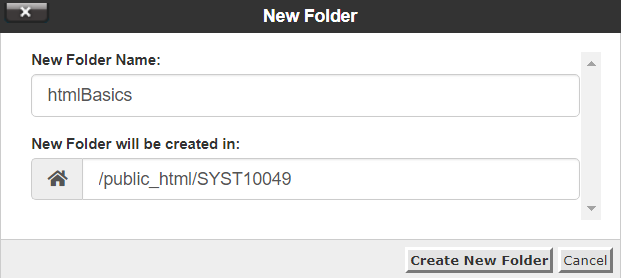 New Folder
New Folder Name:
htmlBasics
New Folder will be created in:
/public_html/SYST10049
Create New Folder
Cancel